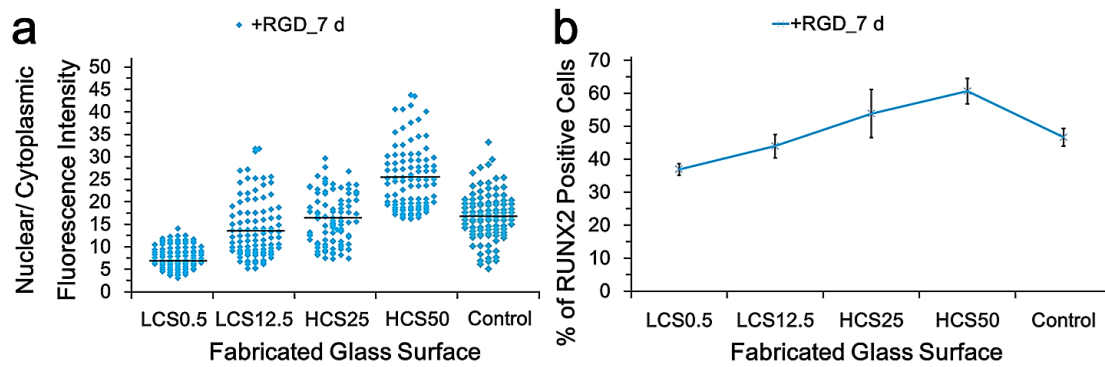 a
+RGD_7 d
Nuclear/ Cytoplasmic
Fluorescence Intensity
50
45
40
35
30
25
20
15
10
5
0
LCS0.5 LCS12.5 HCS25 HCS50 Control
Fabricated Glass Surface
b
+RGD_7 d
% of RUNX2 Positive Cells
70
60
50
40
30
20
10
0
LCS0.5 LCS12.5 HCS25 HCS50 Control
Fabricated Glass Surface